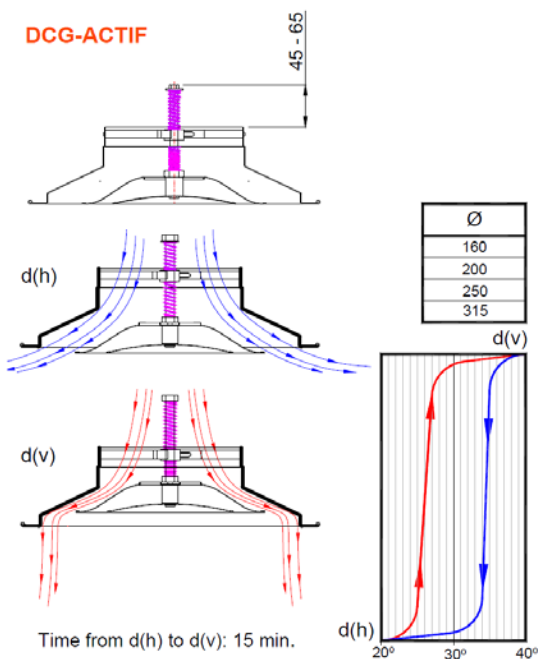 DCG-ACTIF
45 - 65
Ø
160
200
250
315
d(h)
d(v)
d(v)
d(h)
20º 30º 40º
Time from d(h) to d(v): 15 min.